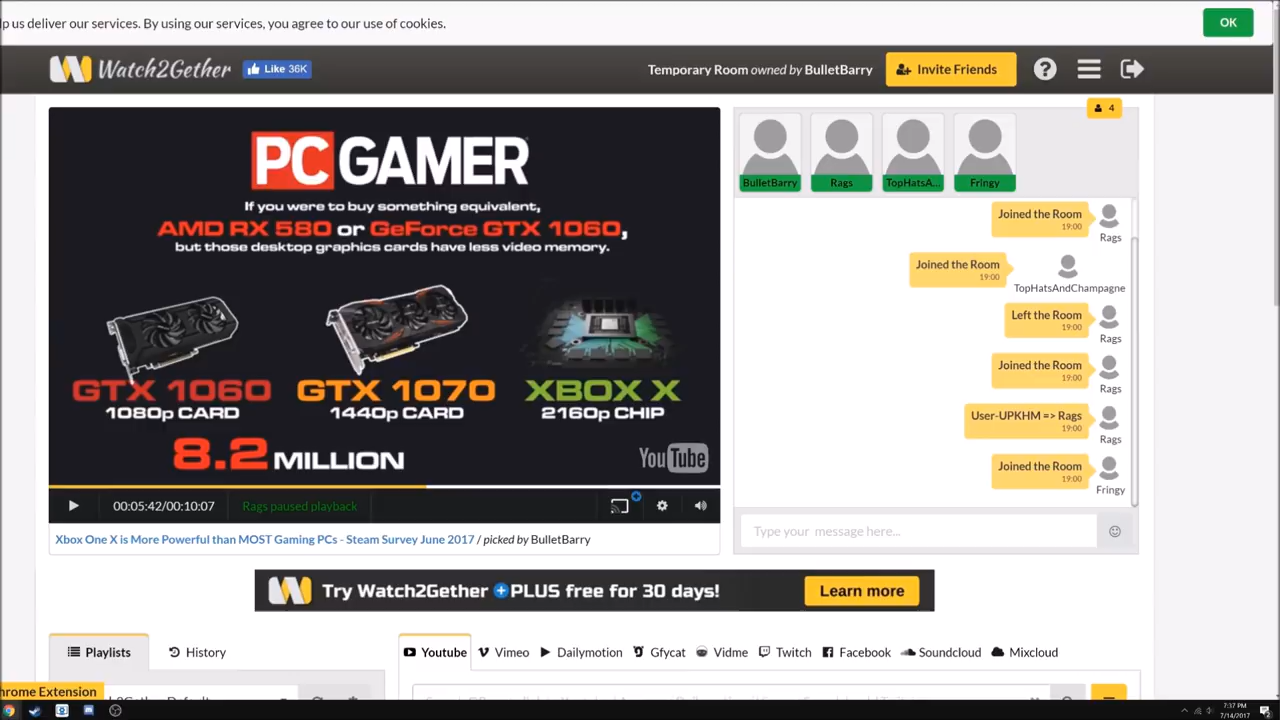 p us deliver our services. By using our services, you agree to our use of cookies.
OK
Watch2Gether
Like 36K
Temporary Room owned by BulletBarry
Invite Friends
4
PC GAMER
If you were to buy something equivalent,
AMD RX 580 or GeForce GTX 1060,
but those desktop graphics cards have less video memory.
GTX 1060
1080p CARD
GTX 1070
1440p CARD
XBOX X
2160p CHIP
8.2 MILLION
YouTube
00:05:42/00:10:07
Rags paused playback
Xbox One X is More Powerful than MOST Gaming PCs - Steam Survey June 2017 / picked by BulletBarry
BulletBarry
Rags
TopHatsA...
Fringy
Joined the Room
19:00
Rags
Joined the Room
19:00
TopHatsAndChampagne
Left the Room
19:00
Rags
Joined the Room
19:00
Rags
User-UPKHM => Rags
19:00
Rags
Joined the Room
19:00
Fringy
Type your message here...
Try Watch2Gether PLUS free for 30 days!
Learn more
Playlists
History
Youtube
Vimeo
Dailymotion
Gfycat
Vidme
Twitch
Facebook
Soundcloud
Mixcloud
hrome Extension
7:37 PM
7/14/2017